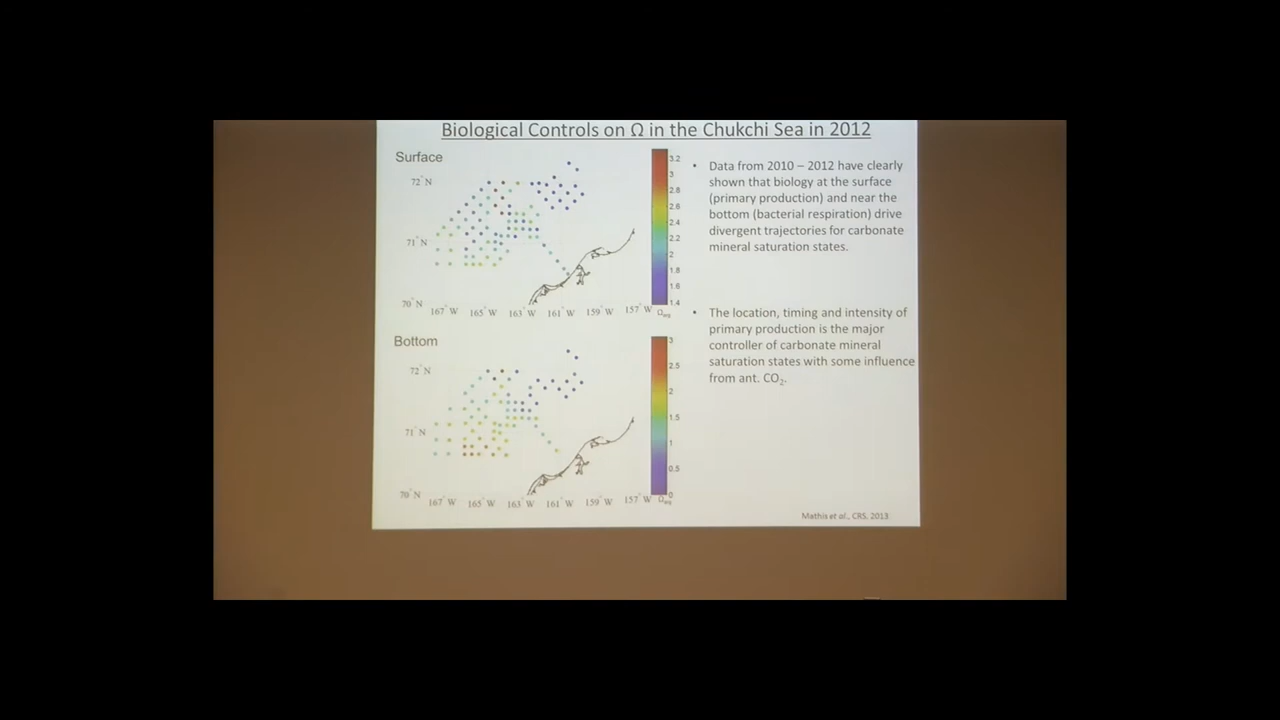 Biological Controls on Ω in the Chukchi Sea in 2012
Surface
72°N
71°N
70°N
167°W 165°W 163°W 161°W 159°W 157°W
3.2
3
2.8
2.6
2.4
2.2
2
1.8
1.6
1.4
Ωarg
Bottom
72°N
71°N
70°N
167°W 165°W 163°W 161°W 159°W 157°W
3
2.5
2
1.5
1
0.5
0
Ωarg
• Data from 2010 – 2012 have clearly
shown that biology at the surface
(primary production) and near the
bottom (bacterial respiration) drive
divergent trajectories for carbonate
mineral saturation states.
• The location, timing and intensity of
primary production is the major
controller of carbonate mineral
saturation states with some influence
from ant. CO₂.
Mathis et al., CRS, 2013